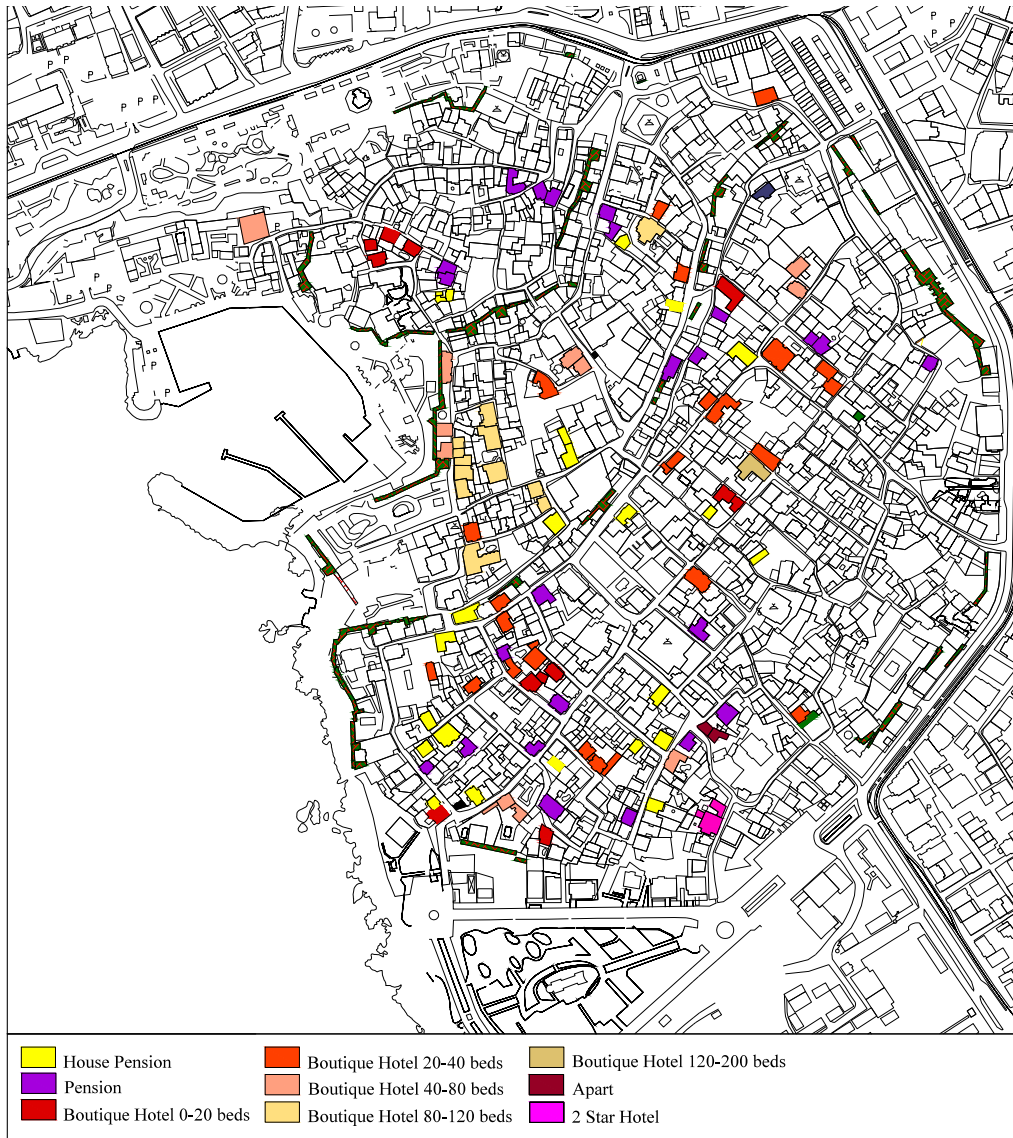 P
P
P P
P
P P P
P
P
P P
P P
P
P
House Pension
Pension
Boutique Hotel 0-20 beds
Boutique Hotel 20-40 beds
Boutique Hotel 40-80 beds
Boutique Hotel 80-120 beds
Boutique Hotel 120-200 beds
Apart
2 Star Hotel